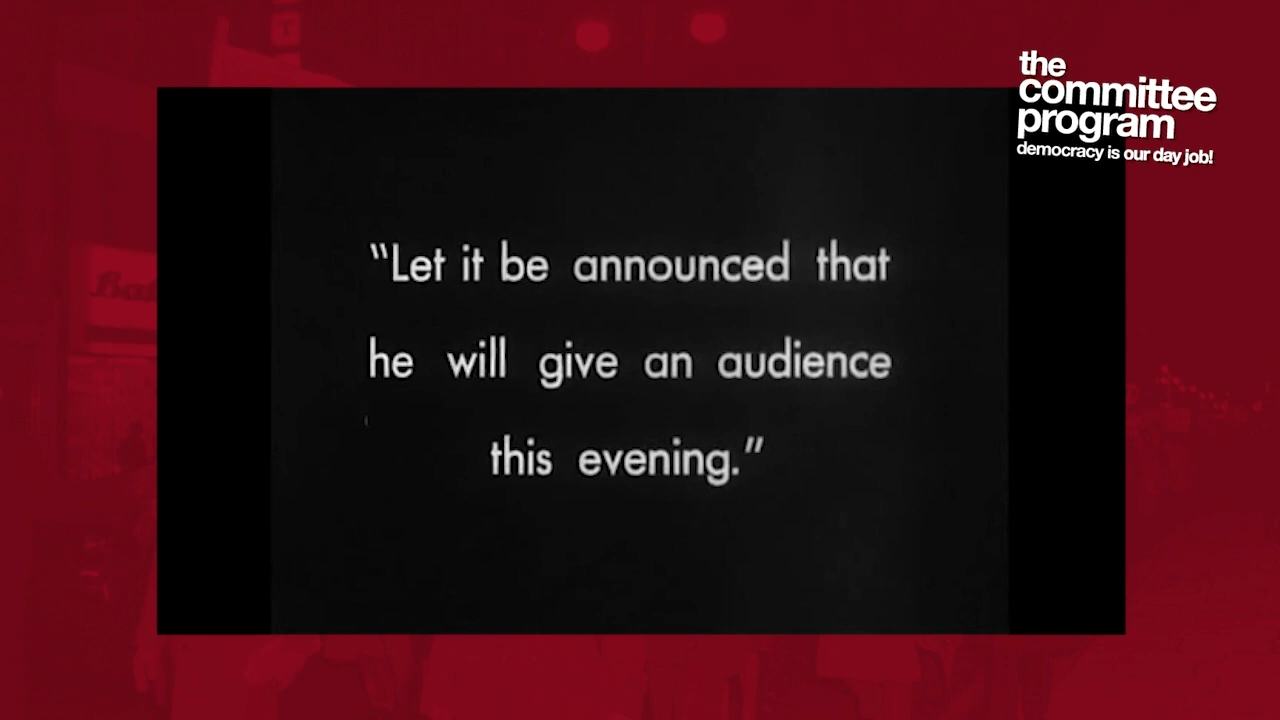 the
committee
program
democracy is our day job!
“Let it be announced that
he will give an audience
this evening.”